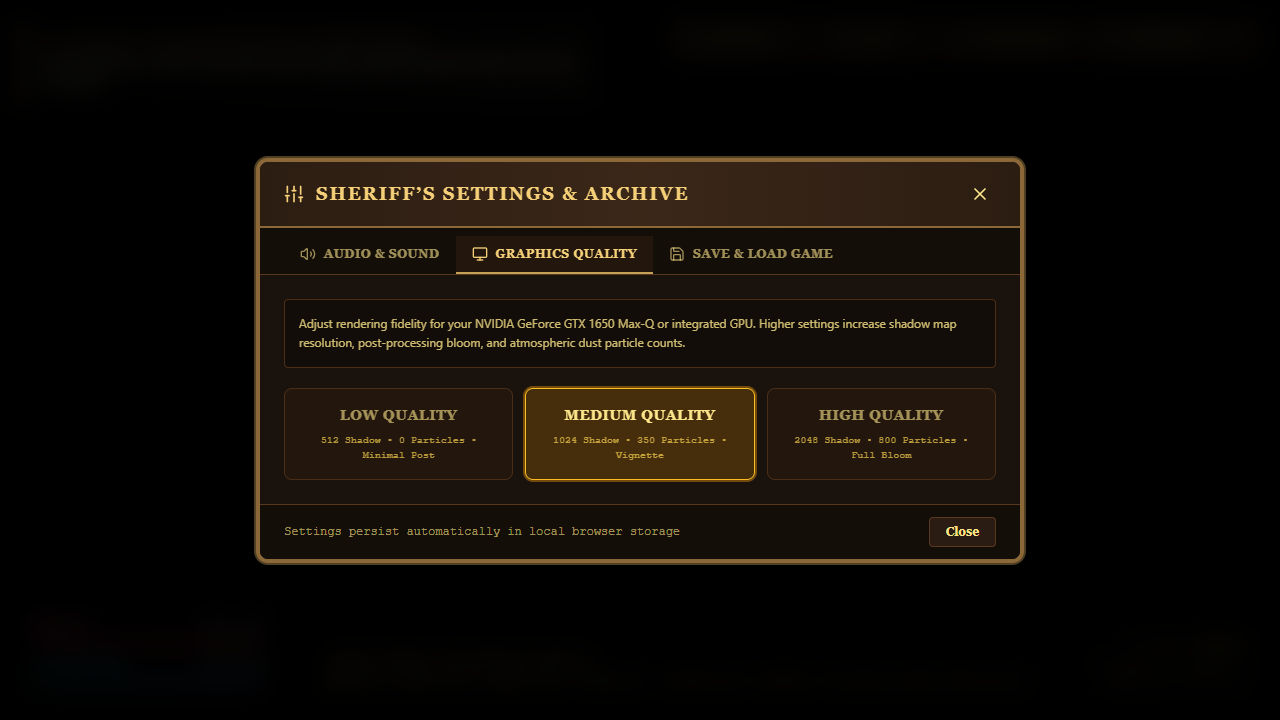 SHERIFF'S SETTINGS & ARCHIVE
AUDIO & SOUND
GRAPHICS QUALITY
SAVE & LOAD GAME
Adjust rendering fidelity for your NVIDIA GeForce GTX 1650 Max-Q or integrated GPU. Higher settings increase shadow map
resolution, post-processing bloom, and atmospheric dust particle counts.
LOW QUALITY
512 Shadow • 0 Particles •
Minimal Post
MEDIUM QUALITY
1024 Shadow • 350 Particles •
Vignette
HIGH QUALITY
2048 Shadow • 800 Particles •
Full Bloom
Settings persist automatically in local browser storage
Close